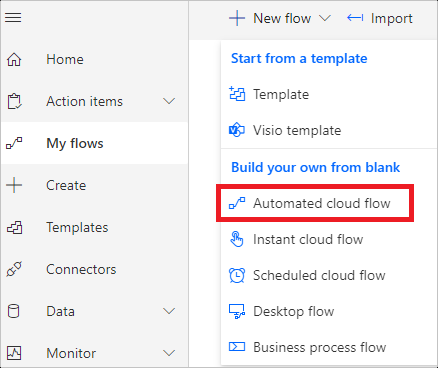 New flow
Import
Home
Action items
My flows
Create
Templates
Connectors
Data
Monitor
Start from a template
Template
Visio template
Build your own from blank
Automated cloud flow
Instant cloud flow
Scheduled cloud flow
Desktop flow
Business process flow